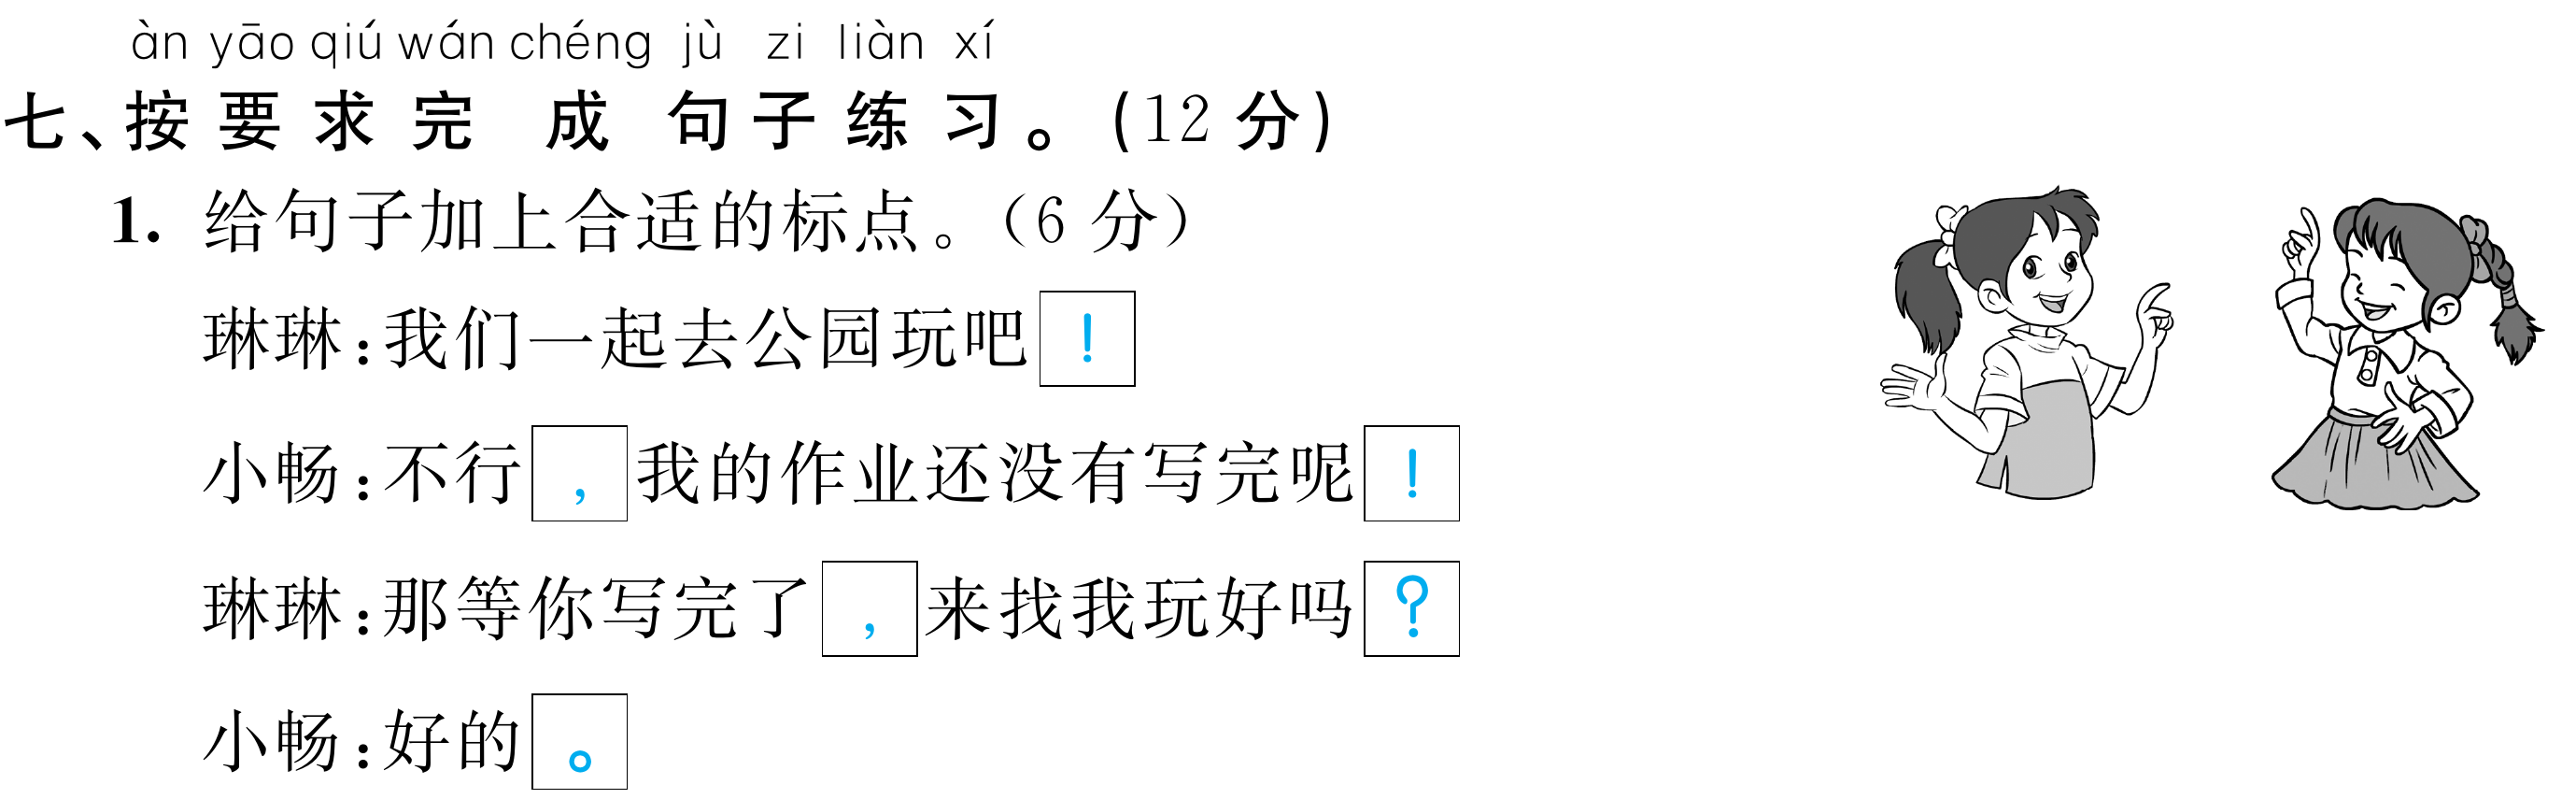 àn yāo qiú wán chéng jù zi liàn xí
七、按要求完成句子练习。(12分)
1. 给句子加上合适的标点。（6分）
琳琳：我们一起去公园玩吧！
小畅：不行，我的作业还没有写完呢！
琳琳：那等你写完了，来找我玩好吗？
小畅：好的。